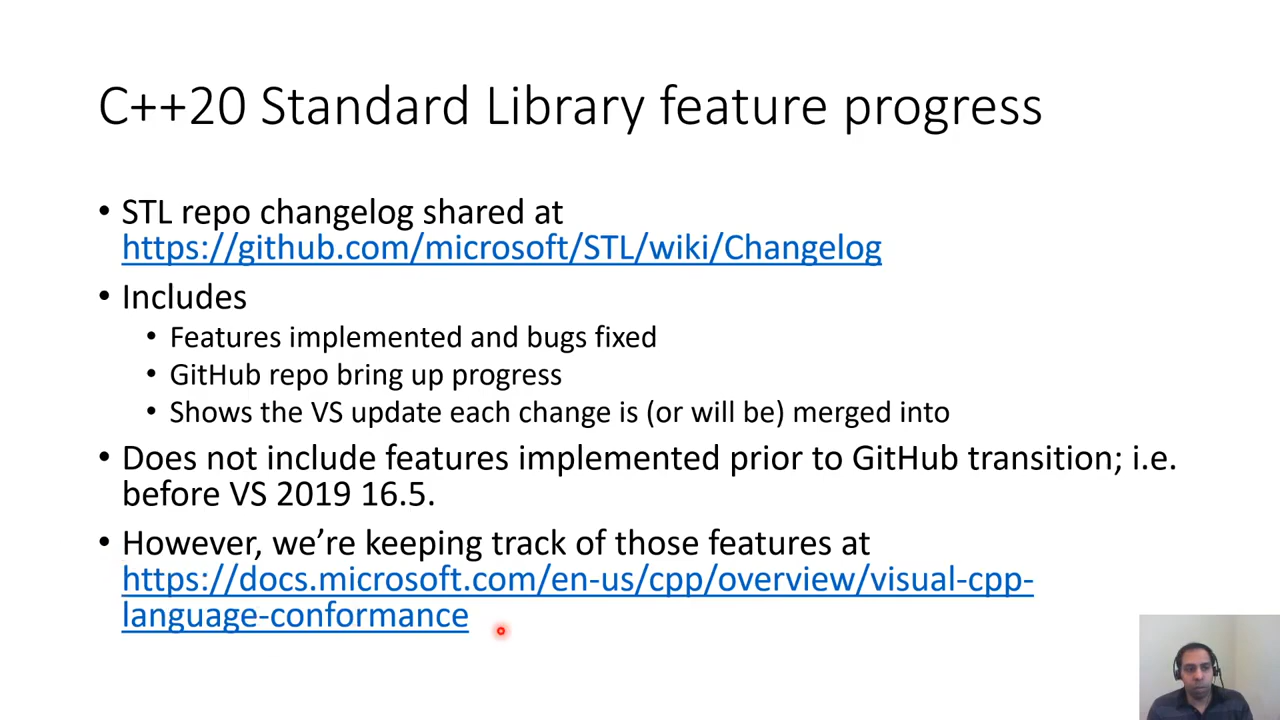 C++20 Standard Library feature progress
• STL repo changelog shared at
https://github.com/microsoft/STL/wiki/Changelog
• Includes
• Features implemented and bugs fixed
• GitHub repo bring up progress
• Shows the VS update each change is (or will be) merged into
• Does not include features implemented prior to GitHub transition; i.e.
before VS 2019 16.5.
• However, we’re keeping track of those features at
https://docs.microsoft.com/en-us/cpp/overview/visual-cpp-
language-conformance